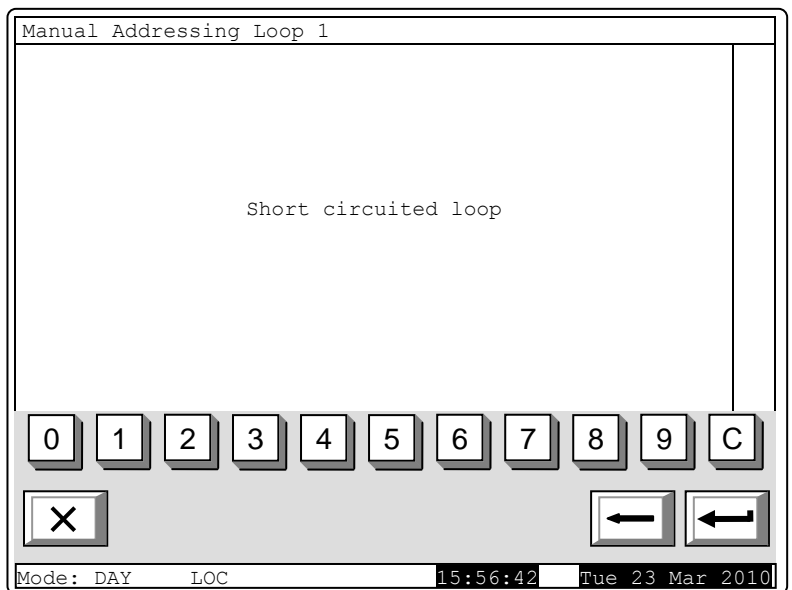 Manual Addressing Loop 1
Short circuited loop
0 1 2 3 4 5 6 7 8 9 C
Mode: DAY LOC 15:56:42 Tue 23 Mar 2010